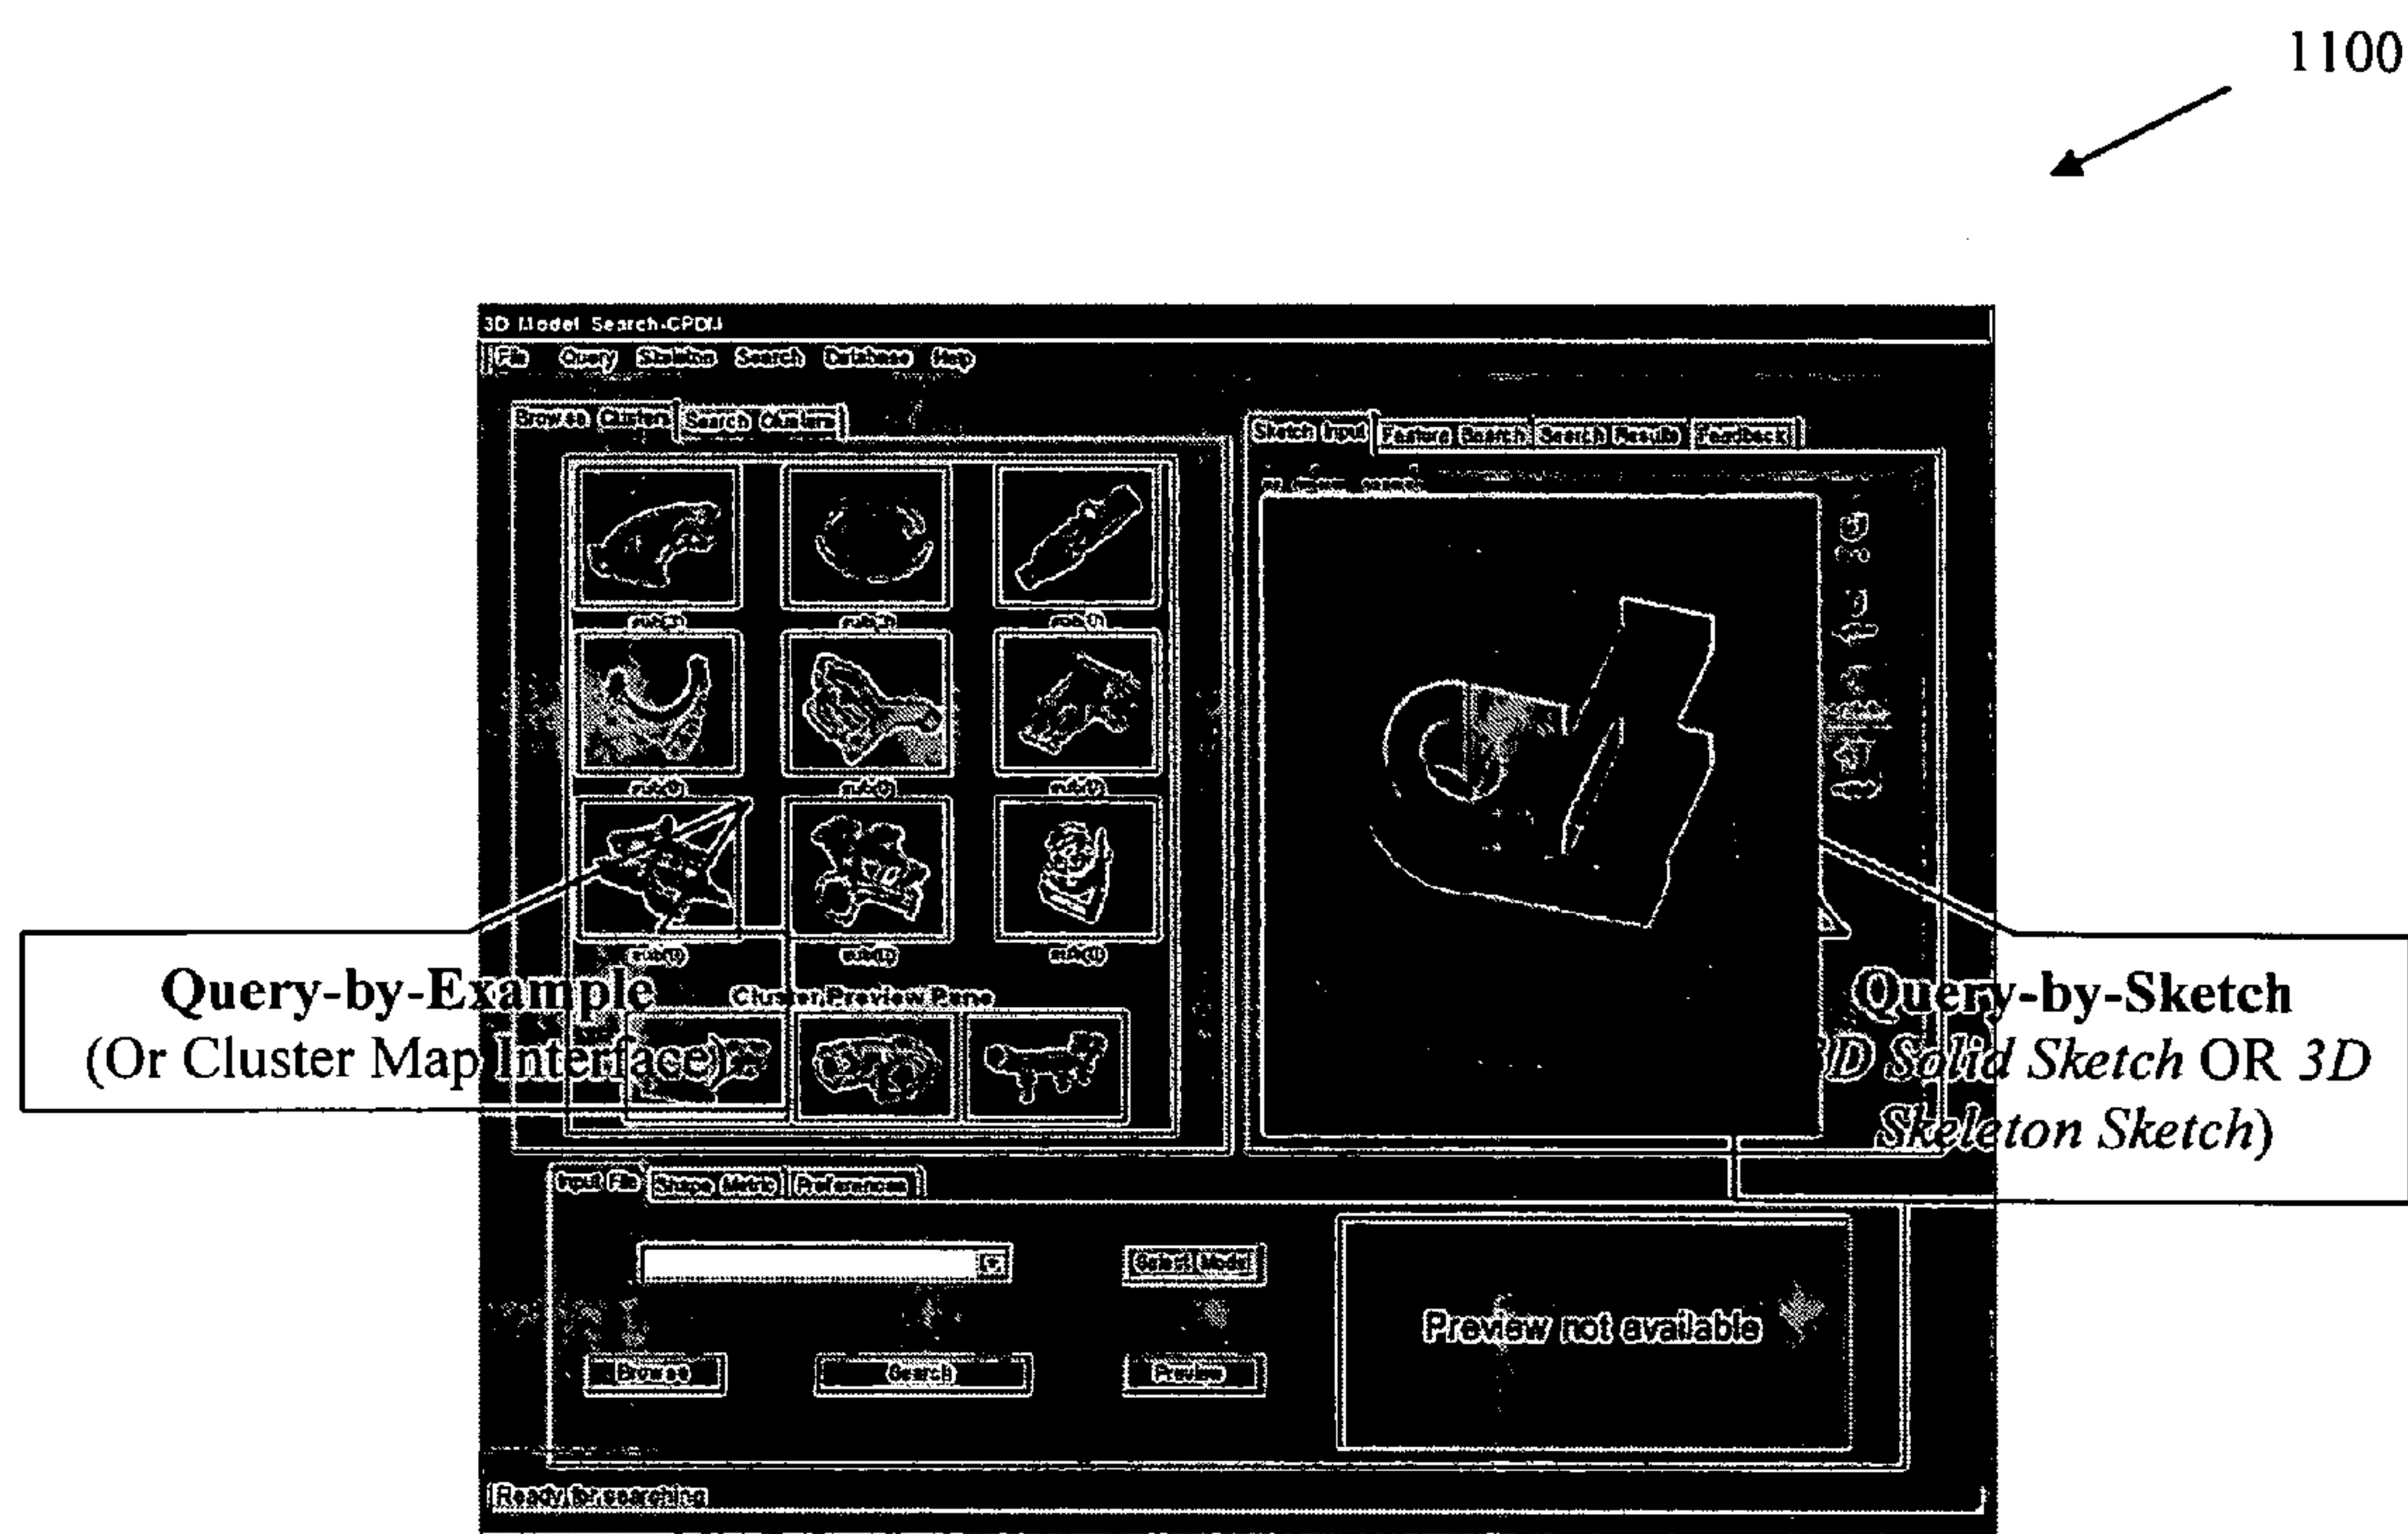 1100
3D Model Search-CPDM
File Query Skeleton Search Database Help
Browse Clusters Search Clusters
Sketch Input Feature Search Search Results Feedback
Cluster Preview Pane
Query-by-Example
(Or Cluster Map Interface)
Query-by-Sketch
D Solid Sketch OR 3D
Skeleton Sketch)
Input File Shape Metric Preferences
Select Model
Browse Search Preview
Preview not available
Ready for searching